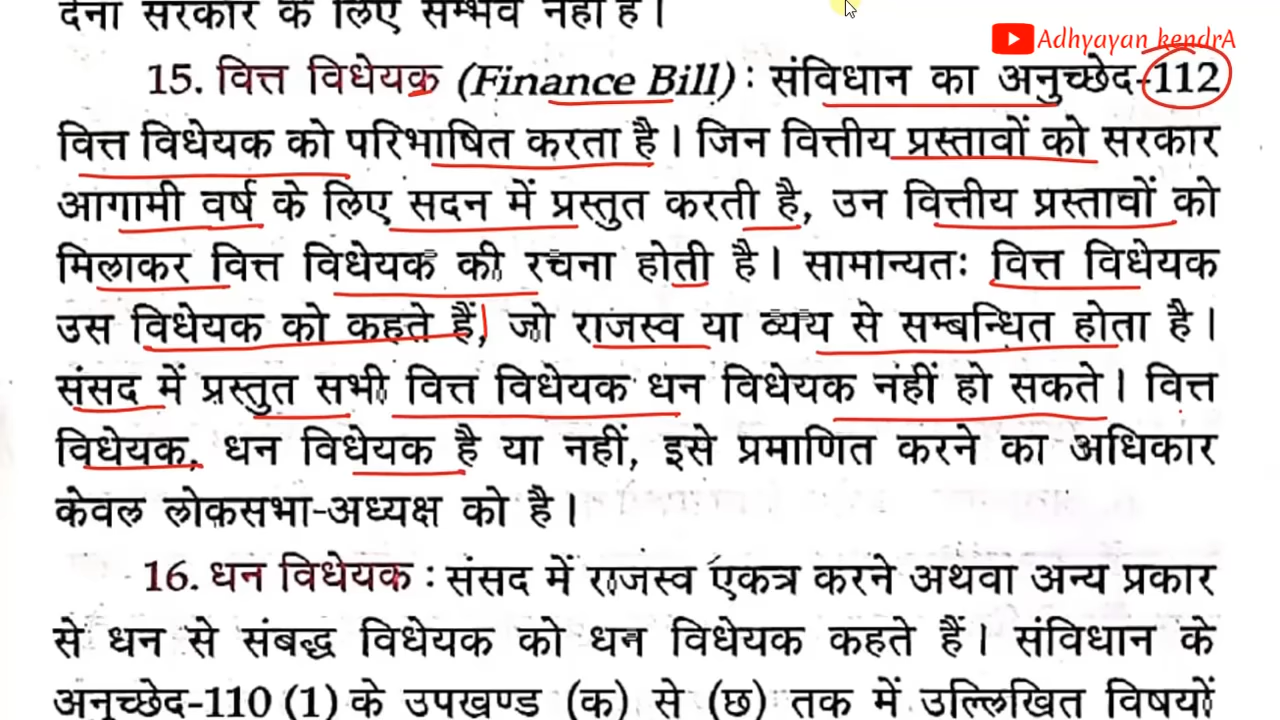 देना सरकार के लिए सम्भव नहीं है।
Adhyayan kendrA
15. वित्त विधेयक (Finance Bill) : संविधान का अनुच्छेद-112
वित्त विधेयक को परिभाषित करता है। जिन वित्तीय प्रस्तावों को सरकार
आगामी वर्ष के लिए सदन में प्रस्तुत करती है, उन वित्तीय प्रस्तावों को
मिलाकर वित्त विधेयक की रचना होती है। सामान्यतः वित्त विधेयक
उस विधेयक को कहते हैं, जो राजस्व या व्यय से सम्बन्धित होता है।
संसद में प्रस्तुत सभी वित्त विधेयक धन विधेयक नंहीं हो सकते। वित्त
विधेयक, धन विधेयक है या नहीं, इसे प्रमाणित करने का अधिकार
केवल लोकसभा-अध्यक्ष को है।
16. धन विधेयक : संसद में राजस्व एकत्र करने अथवा अन्य प्रकार
से धन से संबद्ध विधेयक को धन विधेयक कहते हैं। संविधान के
अनुच्छेद-110 (1) के उपखण्ड (क) से (छ) तक में उल्लिखित विषयों